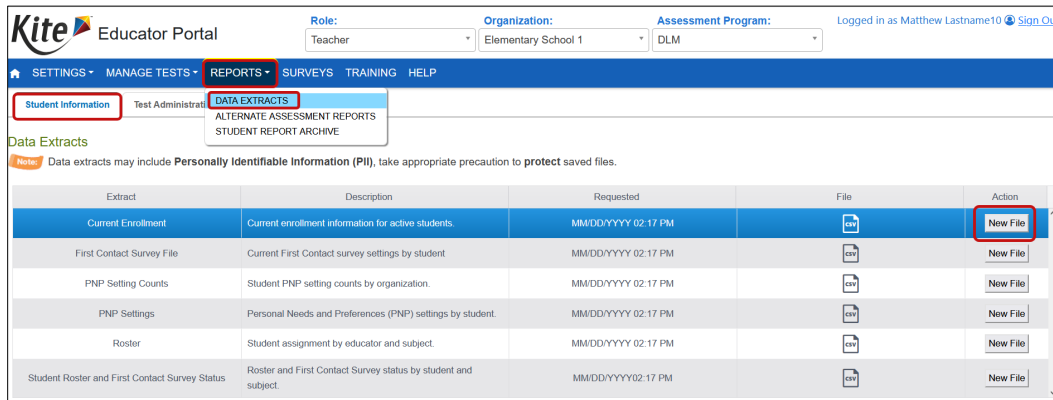 Kite Educator Portal
Role: Organization: Assessment Program: Logged in as Matthew Lastname10 Sign
Teacher Elementary School 1 DLM
SETTINGS MANAGE TESTS REPORTS SURVEYS TRAINING HELP
Student Information Test DATA EXTRACTS
ALTERNATE ASSESSMENT REPORTS
STUDENT REPORT ARCHIVE
Data Extracts
Note: Data extracts may include Personally Identifiable Information (PII), take appropriate precaution to protect saved files.
Extract Description Requested File Action
Current Enrollment Current enrollment information for active students. MM/DD/YYYY 02:17 PM CSV New File
First Contact Survey File Current First Contact survey settings by student MM/DD/YYYY 02:17 PM CSV New File
PNP Setting Counts Student PNP setting counts by organization. MM/DD/YYYY 02:17 PM CSV New File
PNP Settings Personal Needs and Preferences (PNP) settings by student. MM/DD/YYYY 02:17 PM CSV New File
Roster Student assignment by educator and subject. MM/DD/YYYY 02:17 PM CSV New File
Student Roster and First Contact Survey Status Roster and First Contact Survey status by student and
subject. MM/DD/YYYY02:17 PM CSV New File